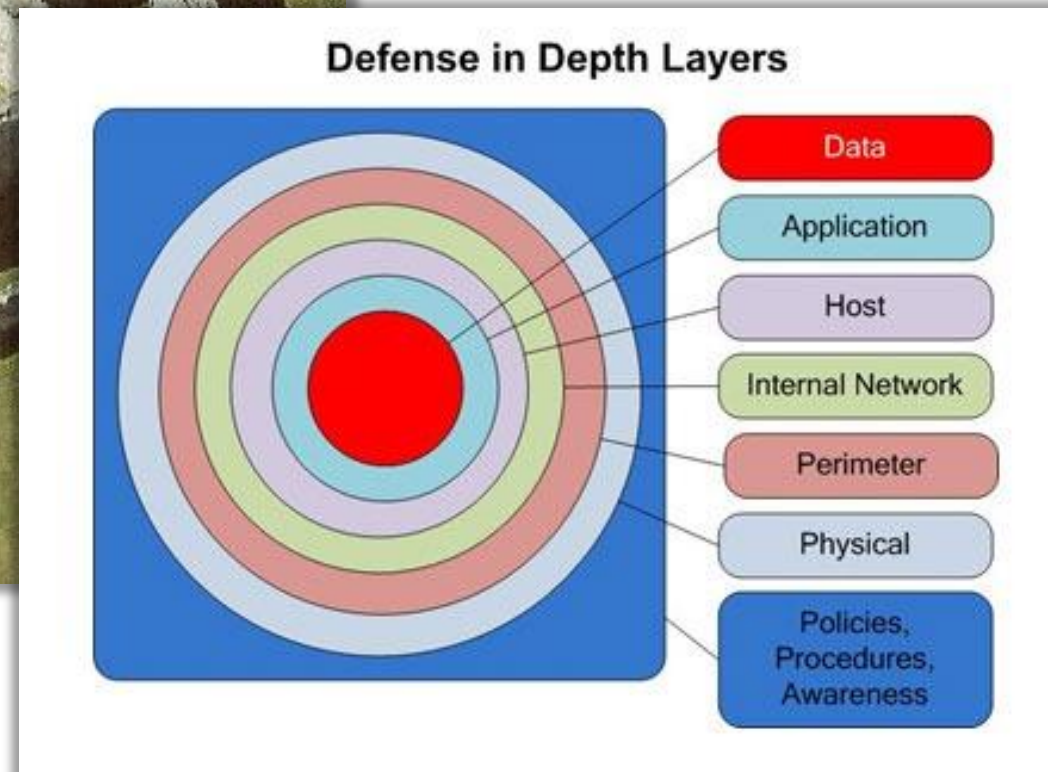 Defense in Depth Layers
Data
Application
Host
Internal Network
Perimeter
Physical
Policies,
Procedures,
Awareness